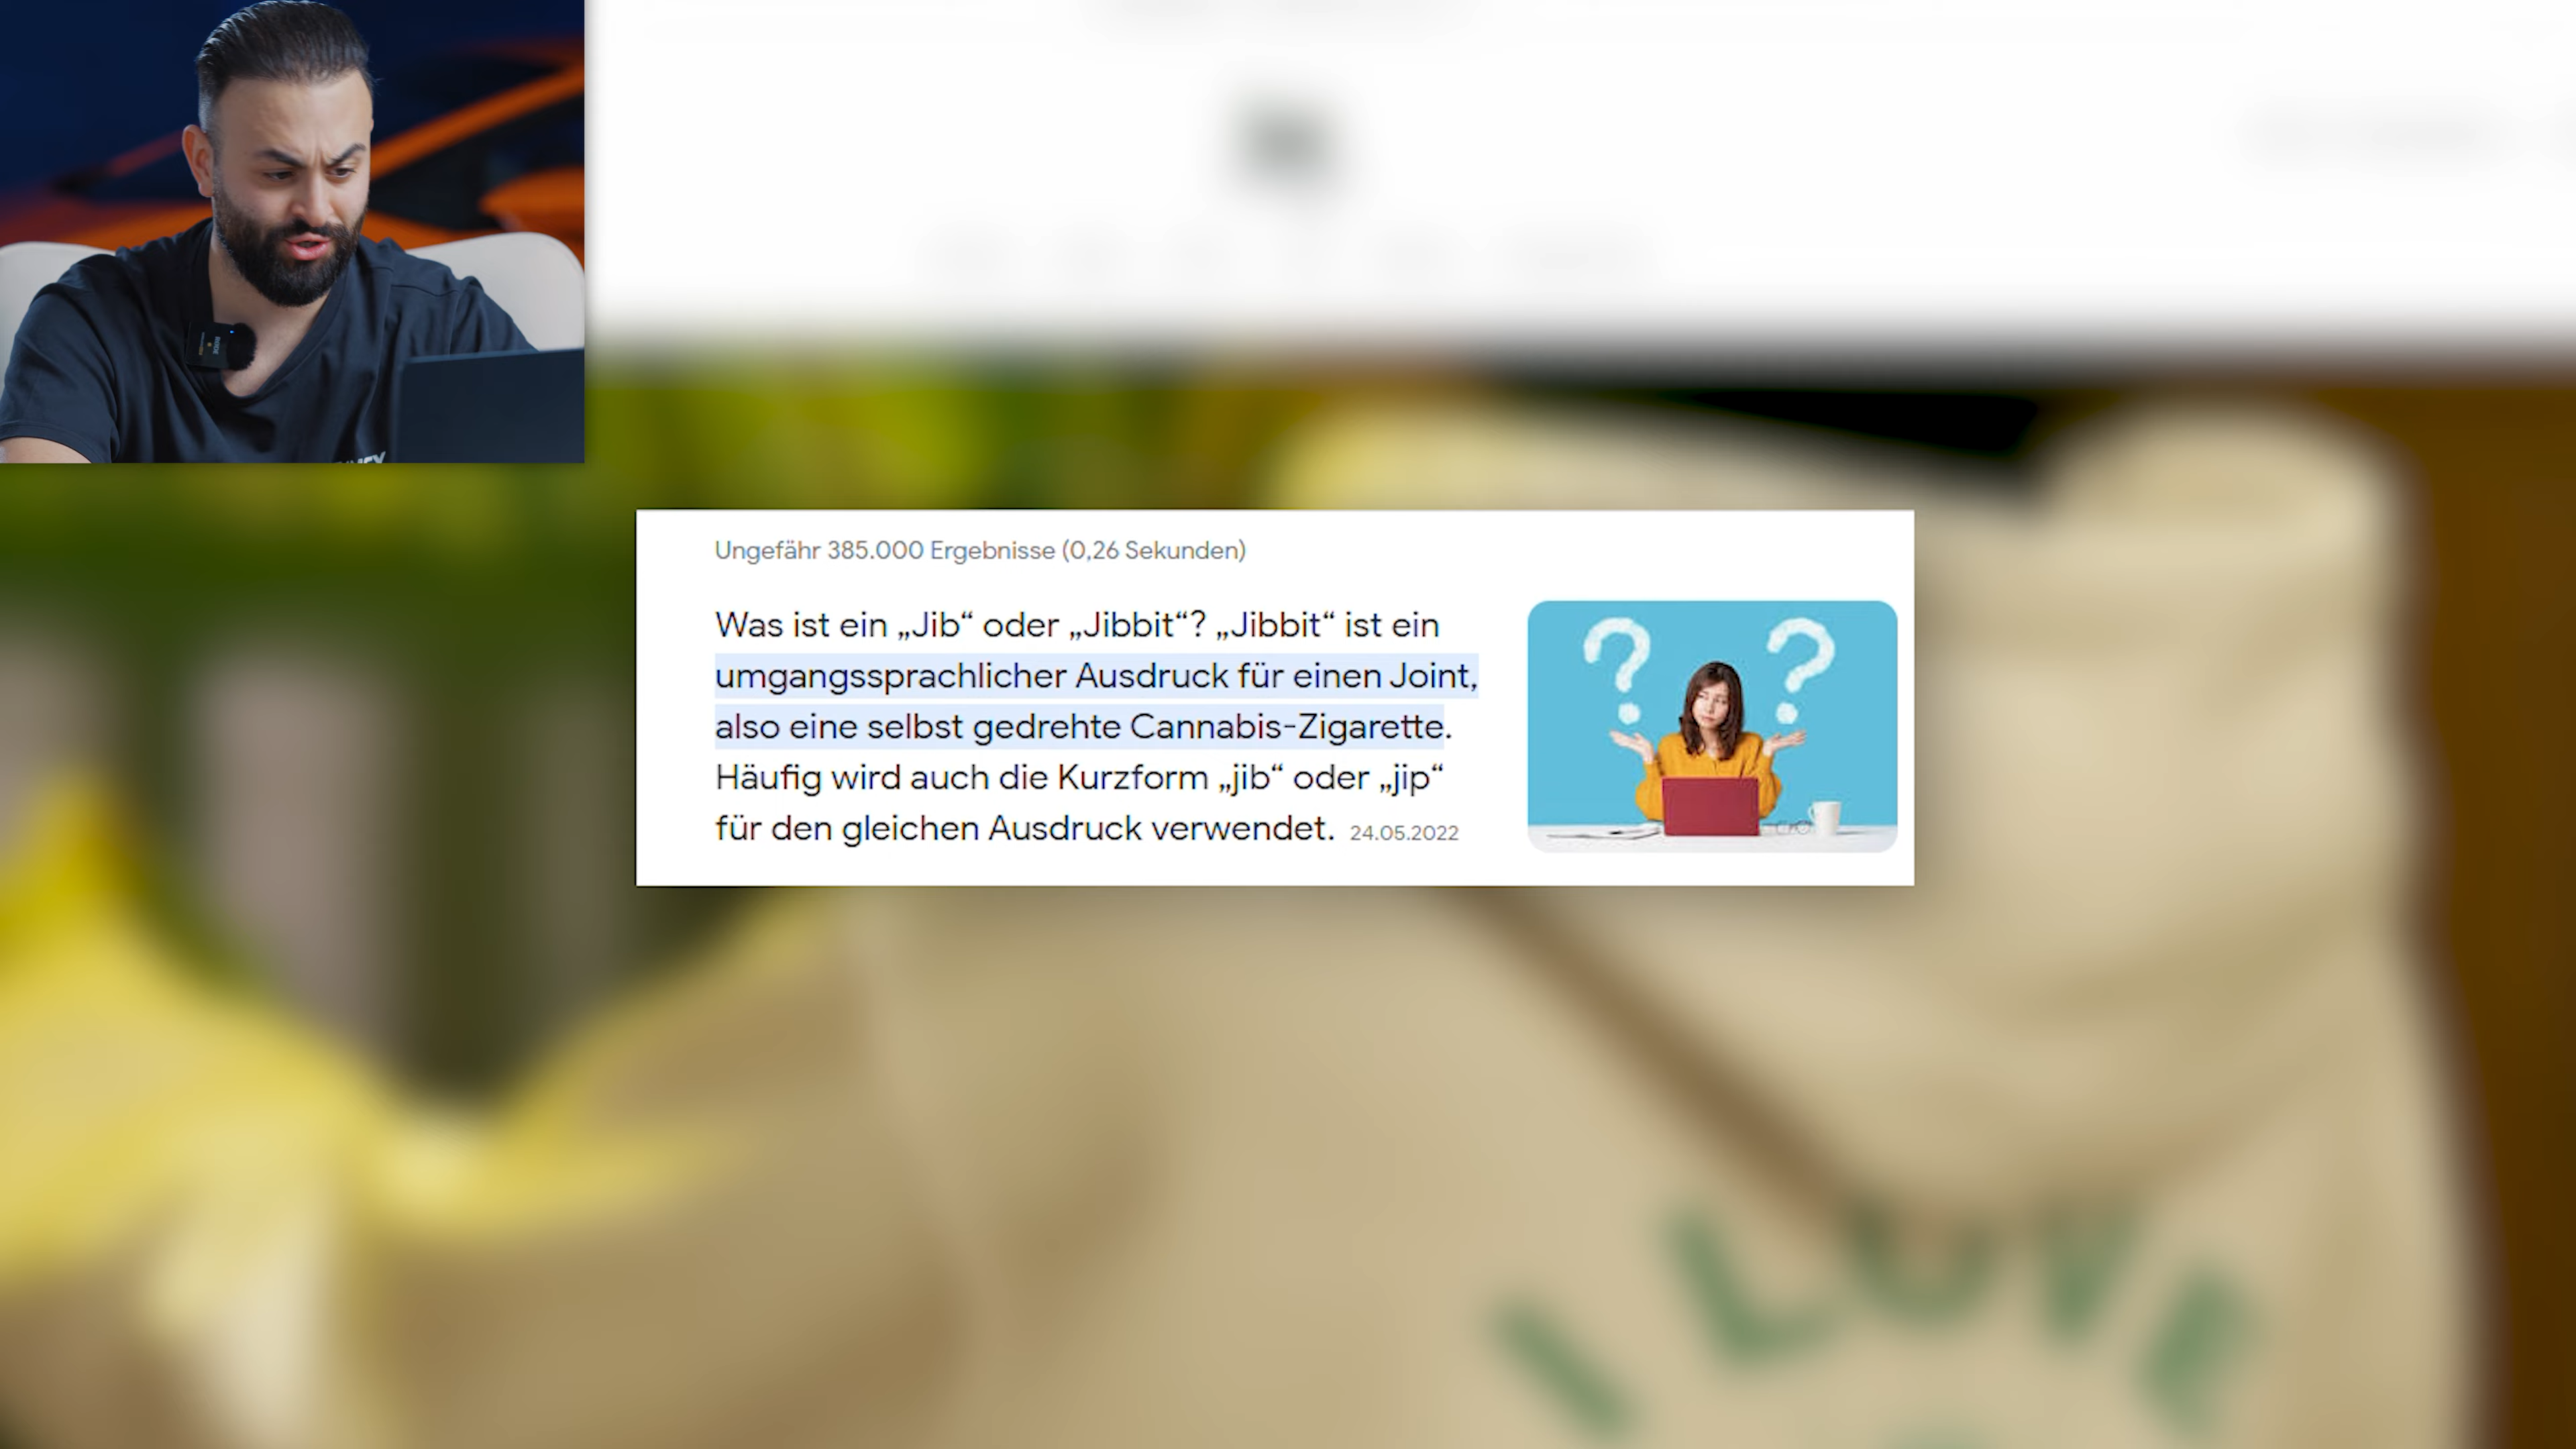 Ungefähr 385.000 Ergebnisse (0,26 Sekunden)
Was ist ein „Jib“ oder „Jibbit“? „Jibbit“ ist ein
umgangssprachlicher Ausdruck für einen Joint,
also eine selbst gedrehte Cannabis-Zigarette.
Häufig wird auch die Kurzform „jib“ oder „jip“
für den gleichen Ausdruck verwendet. 24.05.2022
I LOVE